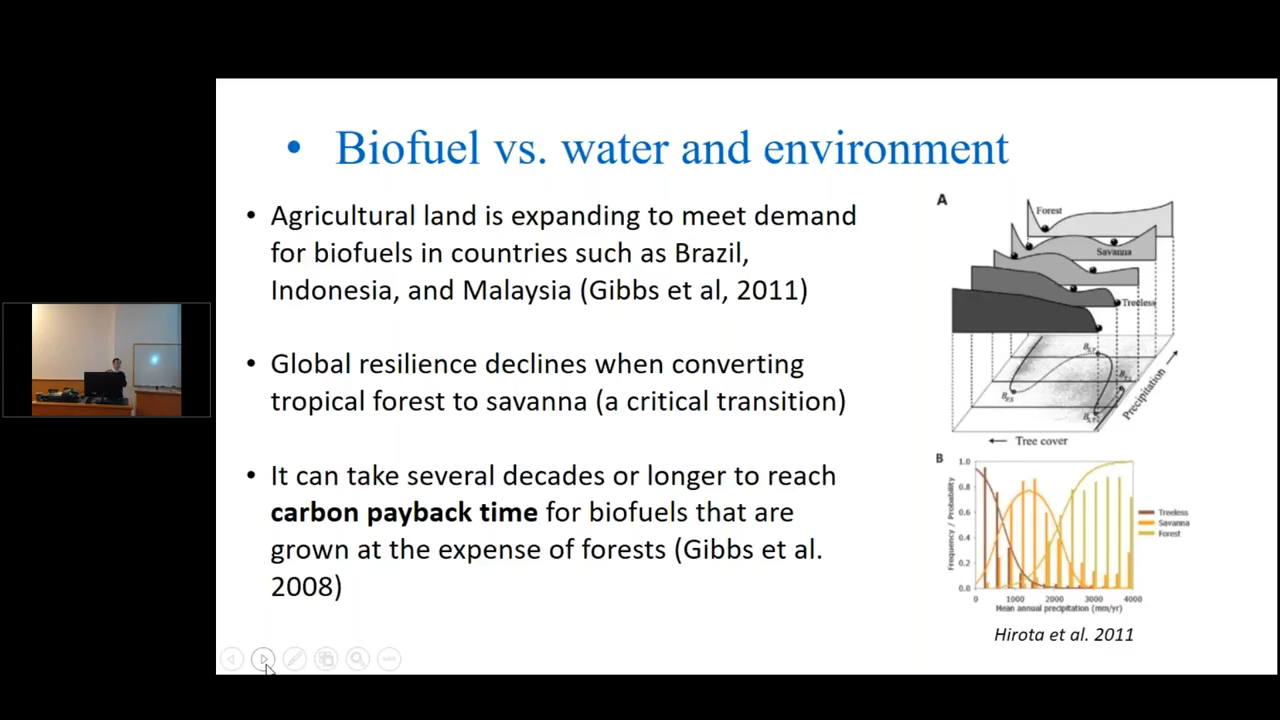 • Biofuel vs. water and environment
• Agricultural land is expanding to meet demand
for biofuels in countries such as Brazil,
Indonesia, and Malaysia (Gibbs et al, 2011)
• Global resilience declines when converting
tropical forest to savanna (a critical transition)
• It can take several decades or longer to reach
carbon payback time for biofuels that are
grown at the expense of forests (Gibbs et al.
2008)
A
Forest
Savanna
Treeless
Precipitation
← Tree cover
B
Frequency / Probability
1.0
0.8
0.6
0.4
0.2
0.0
0 1000 2000 3000 4000
Mean annual precipitation (mm/yr)
Treeless
Savanna
Forest
Hirota et al. 2011